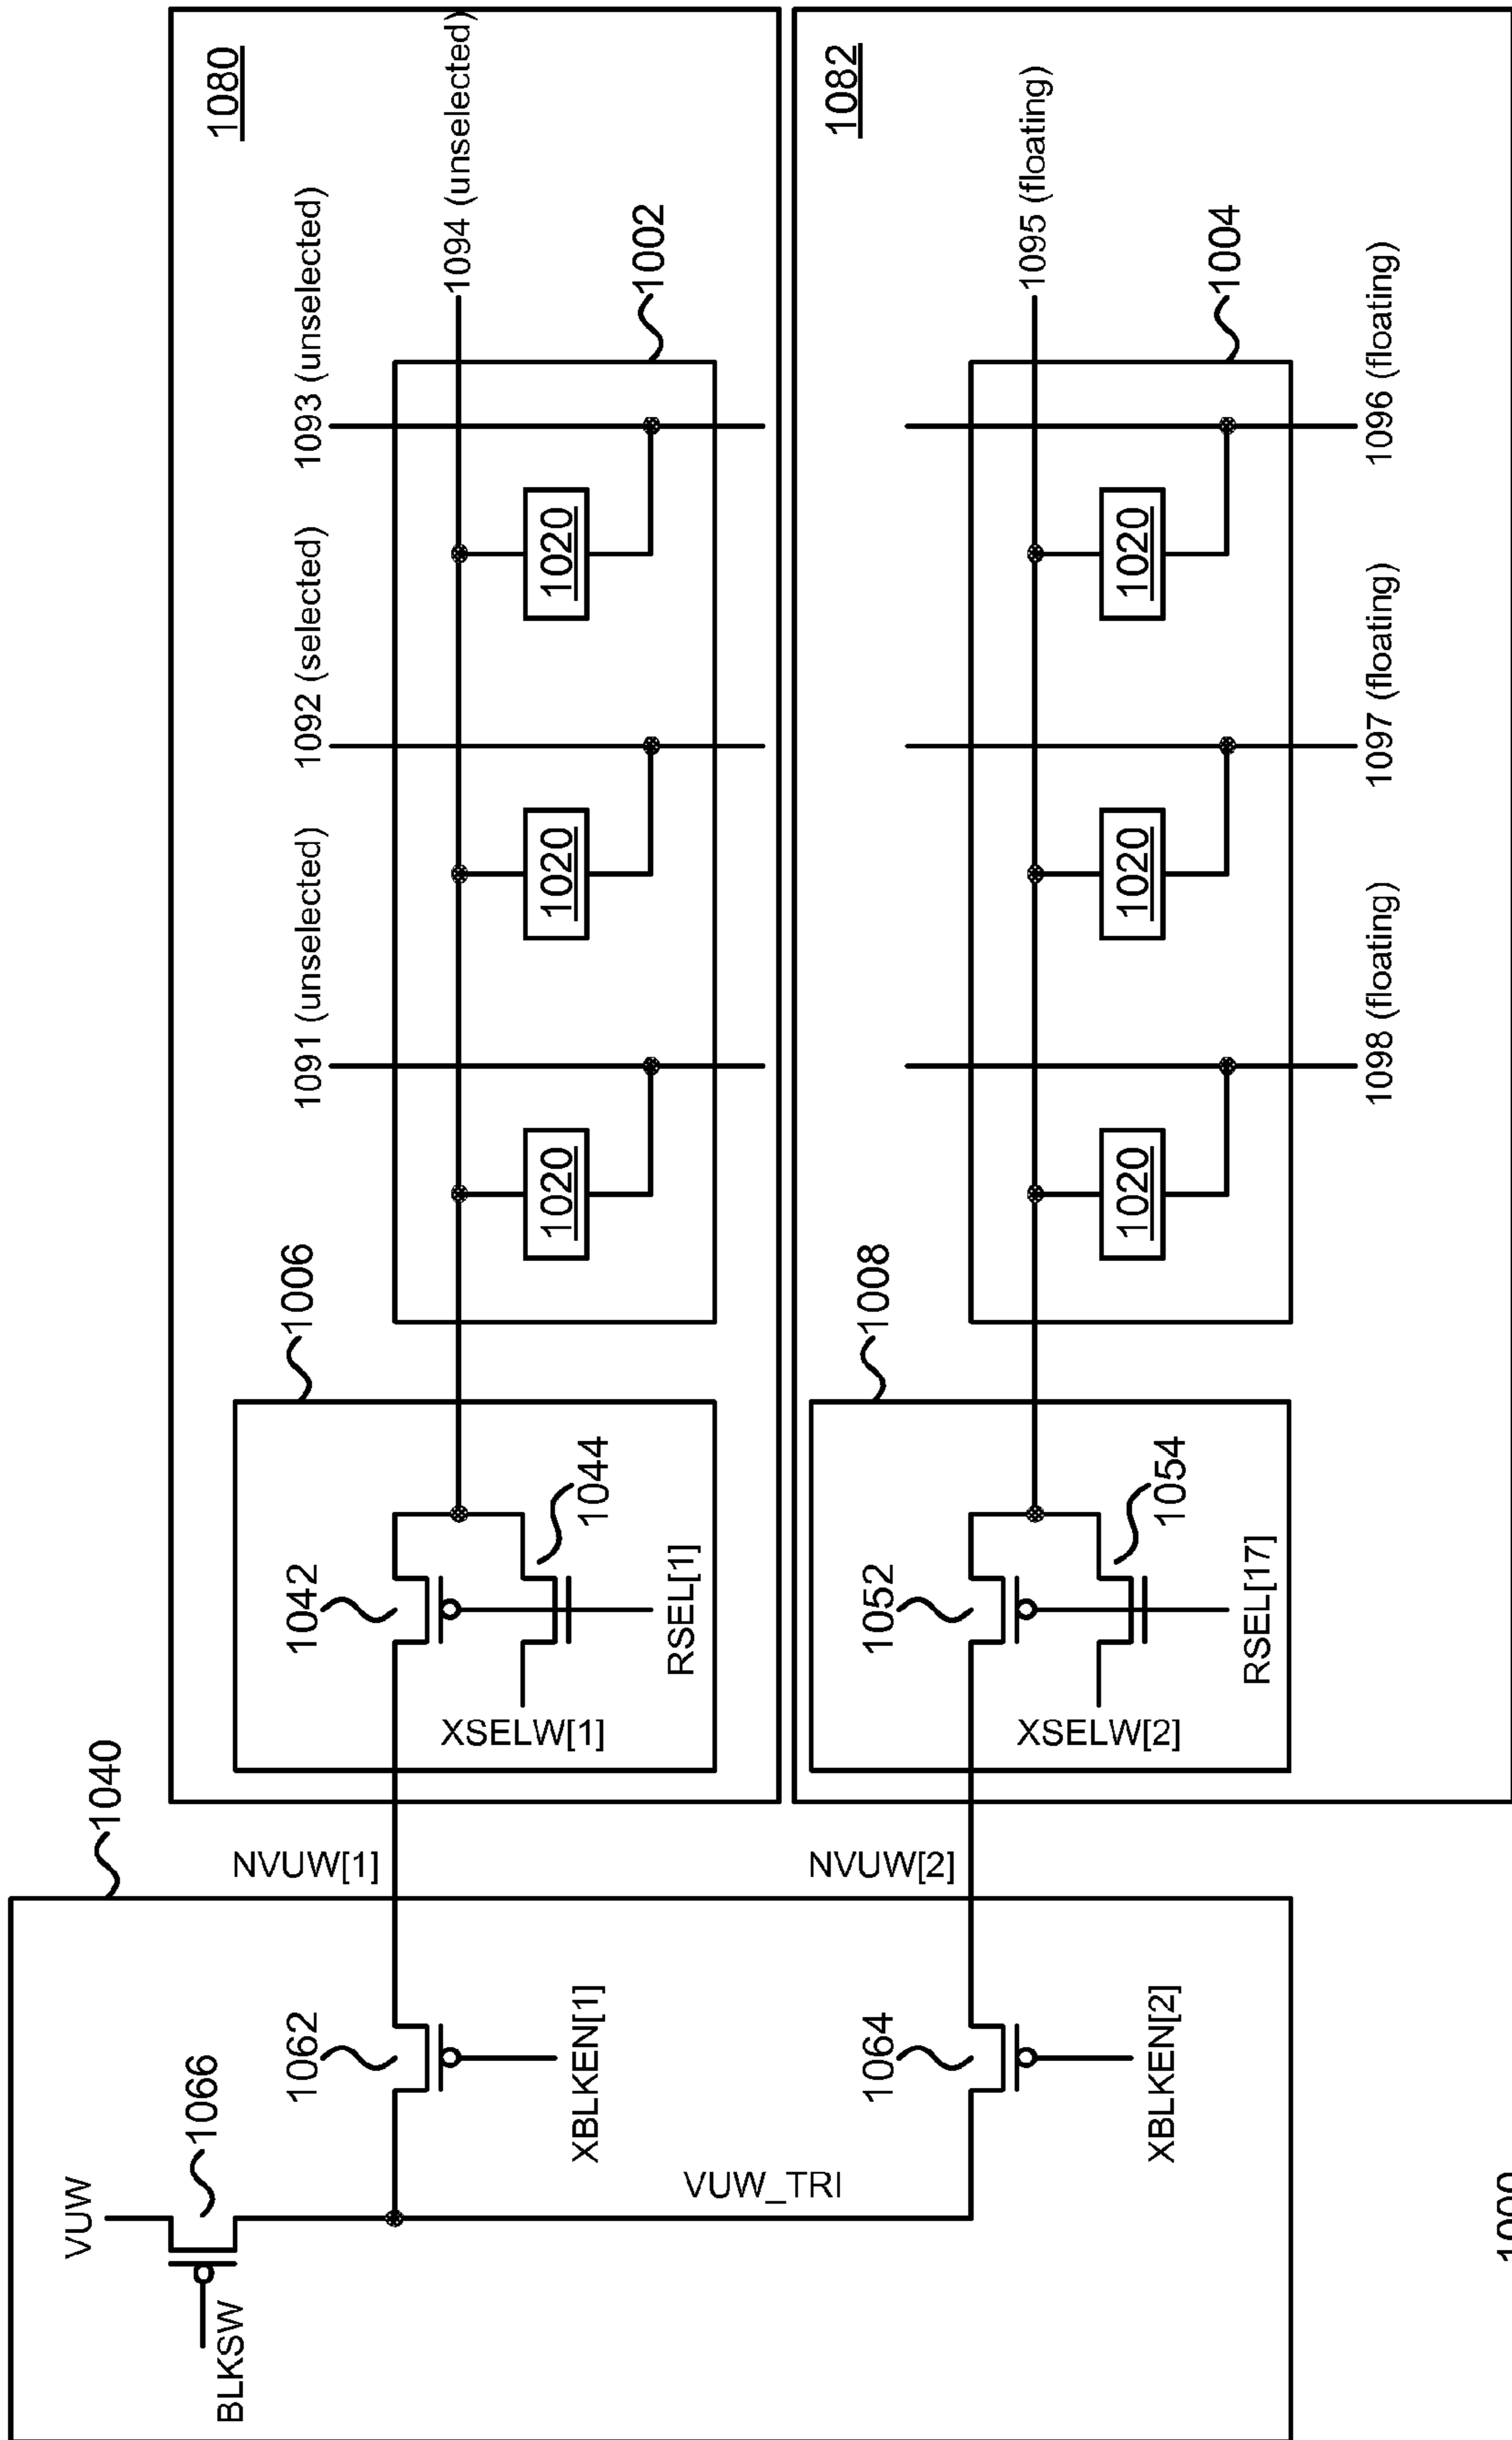 VUW
1066
BLKSW
1040
VUW_TRI
1062
XBLKEN[1]
1064
XBLKEN[2]
NVUW[1]
NVUW[2]
1080
1006
1042
1044
XSELW[1]
RSEL[1]
1091 (unselected)
1092 (selected)
1093 (unselected)
1094 (unselected)
1002
1020
1020
1020
1082
1008
1052
1054
XSELW[2]
RSEL[17]
1095 (floating)
1004
1020
1020
1020
1098 (floating)
1097 (floating)
1096 (floating)